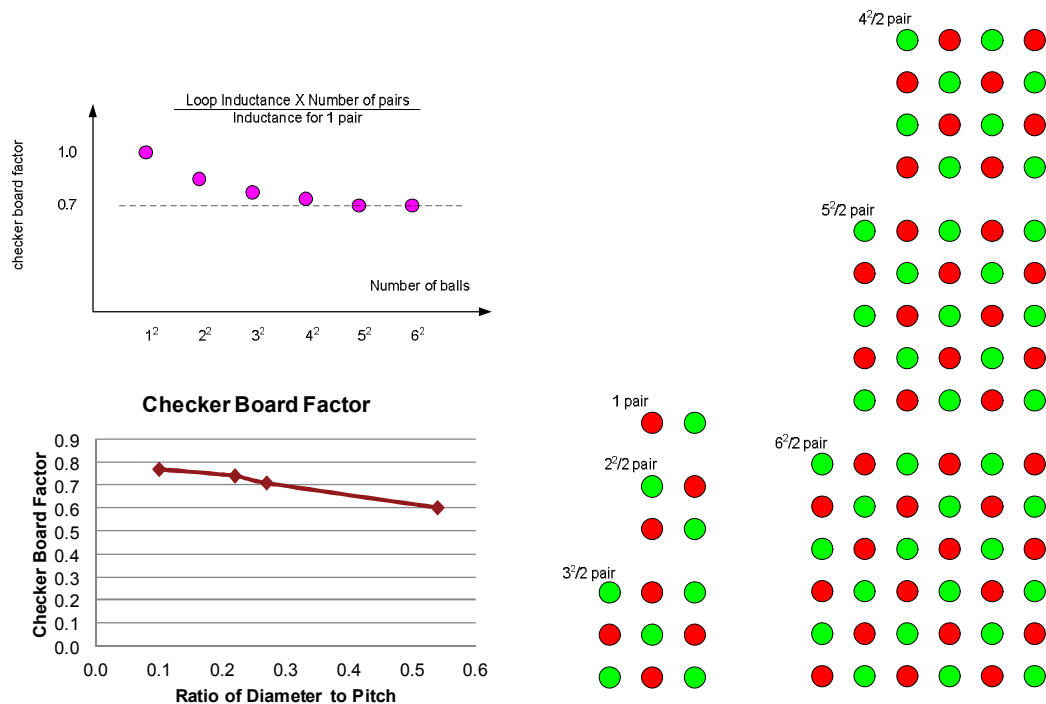 Loop Inductance X Number of pairs
Inductance for 1 pair
checker board factor
1.0
0.7
Number of balls
1² 2² 3² 4² 5² 6²
Checker Board Factor
Checker Board Factor
0.9
0.8
0.7
0.6
0.5
0.4
0.3
0.2
0.1
0.0
0.0 0.1 0.2 0.3 0.4 0.5 0.6
Ratio of Diameter to Pitch
1 pair
2²/2 pair
3²/2 pair
4²/2 pair
5²/2 pair
6²/2 pair